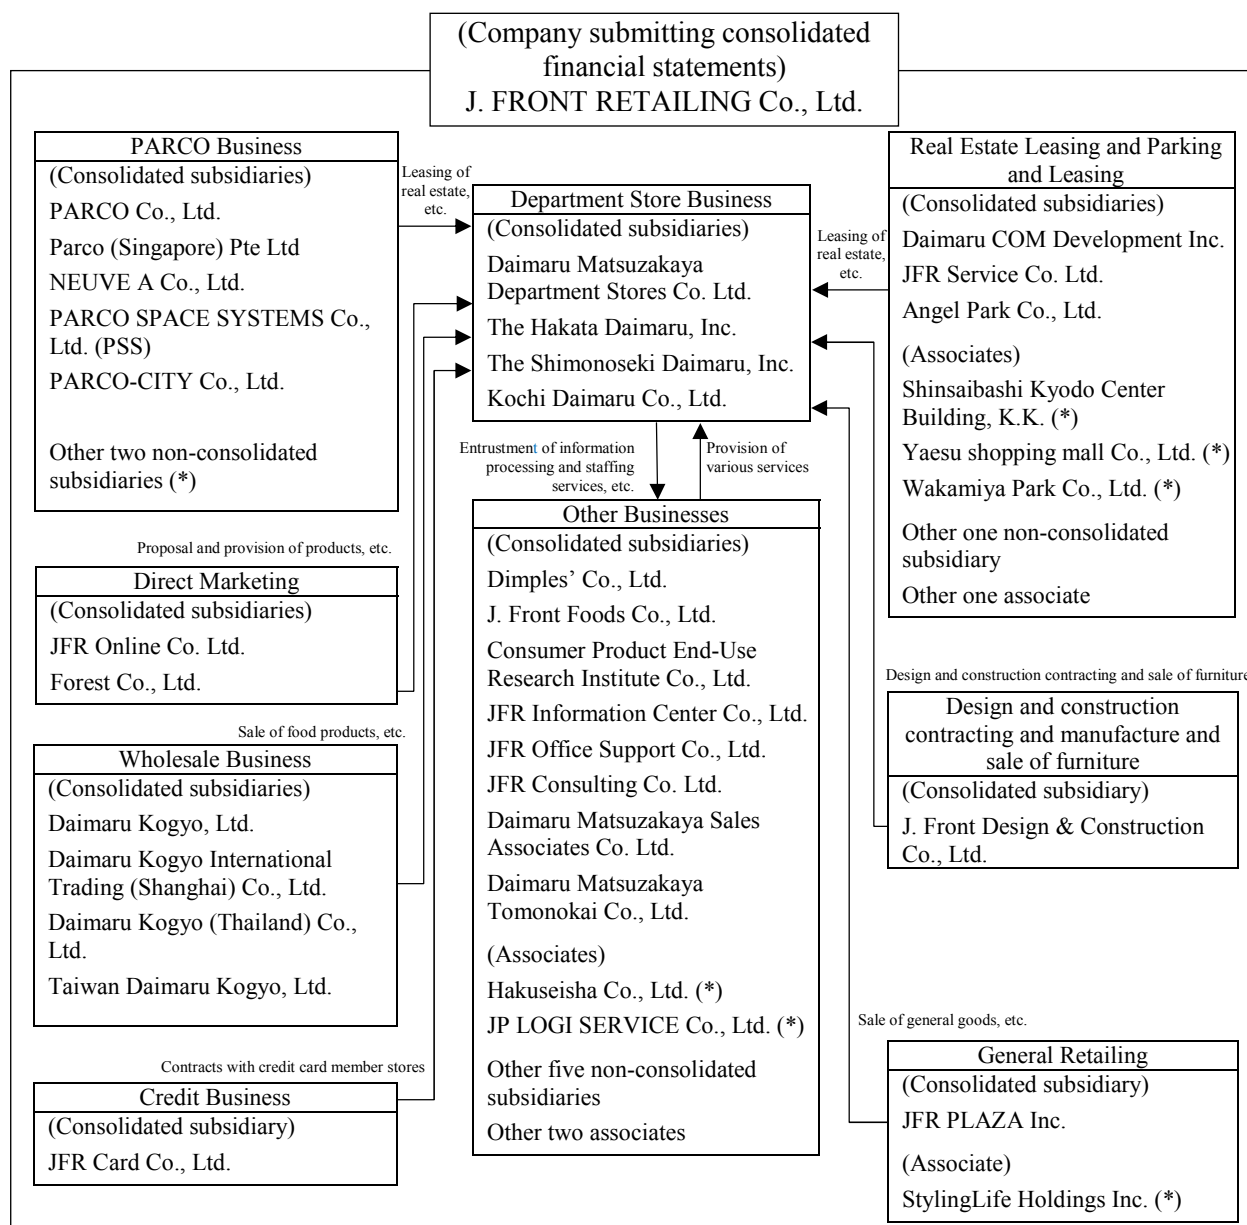 (Company submitting consolidated
financial statements)
J. FRONT RETAILING Co., Ltd.
PARCO Business
(Consolidated subsidiaries)
PARCO Co., Ltd.
Parco (Singapore) Pte Ltd
NEUVE A Co., Ltd.
PARCO SPACE SYSTEMS Co.,
Ltd. (PSS)
PARCO-CITY Co., Ltd.
Other two non-consolidated
subsidiaries (*)
Leasing of
real estate,
etc.
Proposal and provision of products, etc.
Direct Marketing
(Consolidated subsidiaries)
JFR Online Co. Ltd.
Forest Co., Ltd.
Sale of food products, etc.
Wholesale Business
(Consolidated subsidiaries)
Daimaru Kogyo, Ltd.
Daimaru Kogyo International
Trading (Shanghai) Co., Ltd.
Daimaru Kogyo (Thailand) Co.,
Ltd.
Taiwan Daimaru Kogyo, Ltd.
Contracts with credit card member stores
Credit Business
(Consolidated subsidiary)
JFR Card Co., Ltd.
Department Store Business
(Consolidated subsidiaries)
Daimaru Matsuzakaya
Department Stores Co. Ltd.
The Hakata Daimaru, Inc.
The Shimonoseki Daimaru, Inc.
Kochi Daimaru Co., Ltd.
Entrustment of information
processing and staffing
services, etc.
Provision of
various services
Other Businesses
(Consolidated subsidiaries)
Dimples’ Co., Ltd.
J. Front Foods Co., Ltd.
Consumer Product End-Use
Research Institute Co., Ltd.
JFR Information Center Co., Ltd.
JFR Office Support Co., Ltd.
JFR Consulting Co. Ltd.
Daimaru Matsuzakaya Sales
Associates Co. Ltd.
Daimaru Matsuzakaya
Tomonokai Co., Ltd.
(Associates)
Hakuseisha Co., Ltd. (*)
JP LOGI SERVICE Co., Ltd. (*)
Other five non-consolidated
subsidiaries
Other two associates
Leasing of
real estate,
etc.
Real Estate Leasing and Parking
and Leasing
(Consolidated subsidiaries)
Daimaru COM Development Inc.
JFR Service Co. Ltd.
Angel Park Co., Ltd.
(Associates)
Shinsaibashi Kyodo Center
Building, K.K. (*)
Yaesu shopping mall Co., Ltd. (*)
Wakamiya Park Co., Ltd. (*)
Other one non-consolidated
subsidiary
Other one associate
Design and construction contracting and sale of furniture
Design and construction
contracting and manufacture and
sale of furniture
(Consolidated subsidiary)
J. Front Design & Construction
Co., Ltd.
Sale of general goods, etc.
General Retailing
(Consolidated subsidiary)
JFR PLAZA Inc.
(Associate)
StylingLife Holdings Inc. (*)